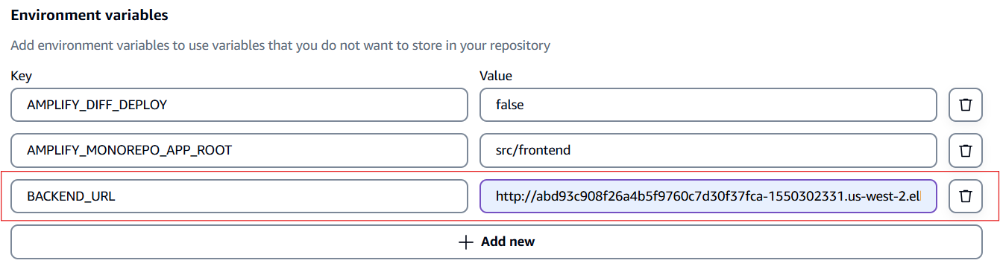 Environment variables
Add environment variables to use variables that you do not want to store in your repository
Key Value
AMPLIFY_DIFF_DEPLOY false
AMPLIFY_MONOREPO_APP_ROOT src/frontend
BACKEND_URL http://abd93c908f26a4b5f9760c7d30f37fca-1550302331.us-west-2.el
Add new